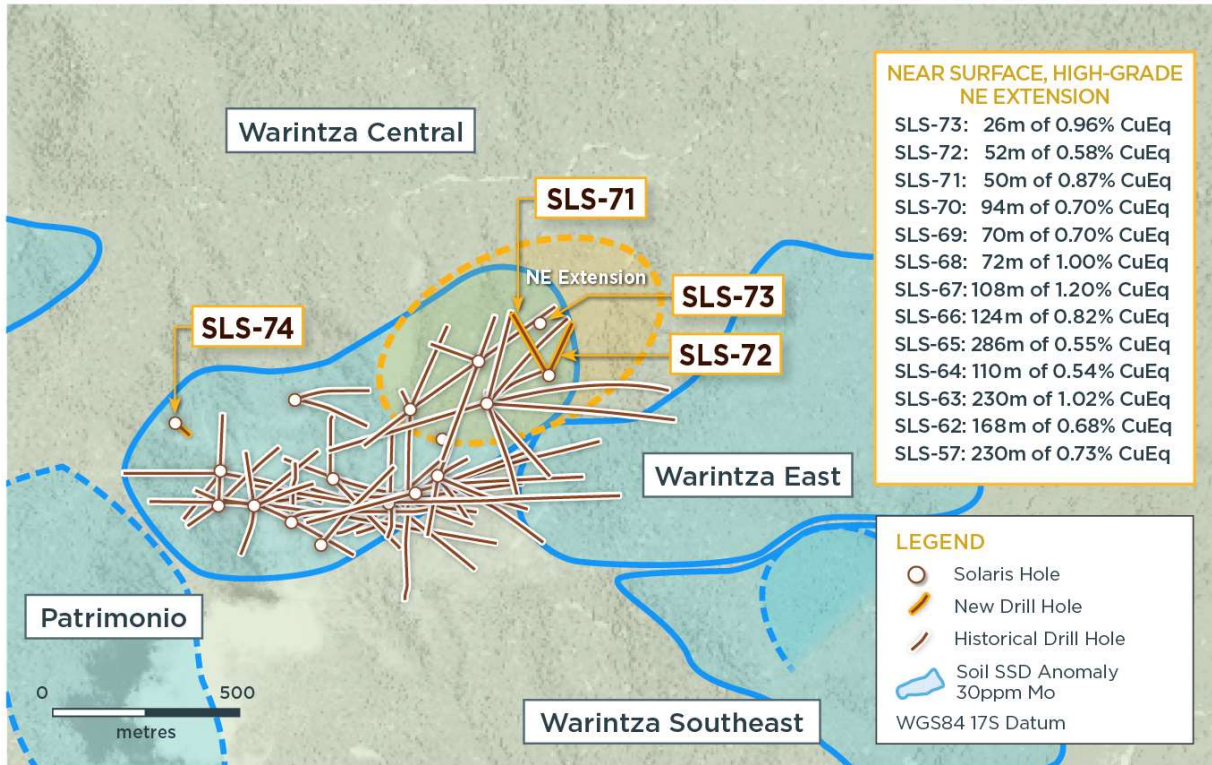 Warintza Central
SLS-71
NE Extension
SLS-73
SLS-74
SLS-72
Warintza East
Patrimonio
Warintza Southeast
0 500
metres
NEAR SURFACE, HIGH-GRADE
NE EXTENSION
SLS-73: 26m of 0.96% CuEq
SLS-72: 52m of 0.58% CuEq
SLS-71: 50m of 0.87% CuEq
SLS-70: 94m of 0.70% CuEq
SLS-69: 70m of 0.70% CuEq
SLS-68: 72m of 1.00% CuEq
SLS-67: 108m of 1.20% CuEq
SLS-66: 124m of 0.82% CuEq
SLS-65: 286m of 0.55% CuEq
SLS-64: 110m of 0.54% CuEq
SLS-63: 230m of 1.02% CuEq
SLS-62: 168m of 0.68% CuEq
SLS-57: 230m of 0.73% CuEq
LEGEND
Solaris Hole
New Drill Hole
Historical Drill Hole
Soil SSD Anomaly
30ppm Mo
WGS84 17S Datum